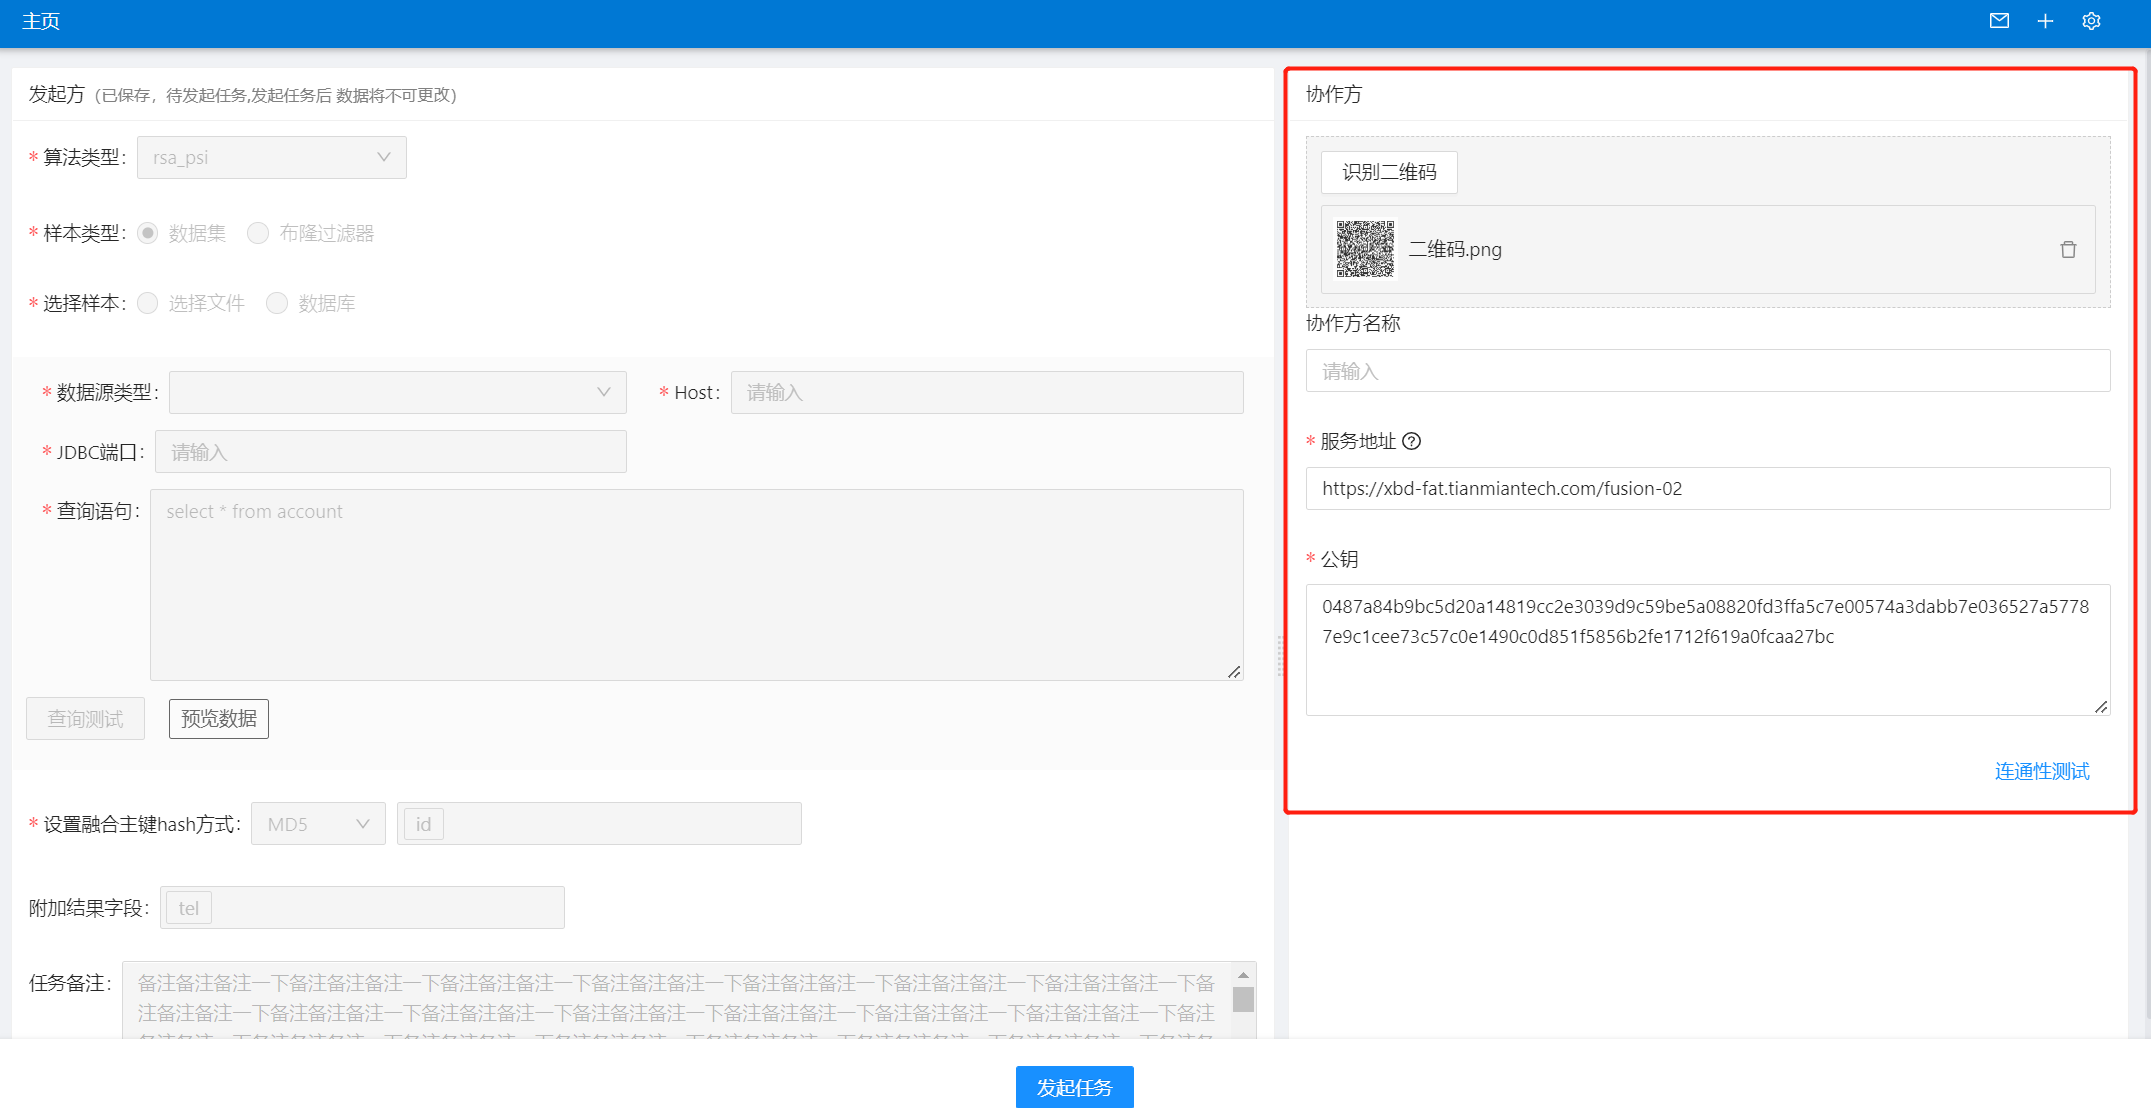 主页
发起方 (已保存，待发起任务,发起任务后 数据将不可更改)
* 算法类型： rsa_psi
* 样本类型： 数据集 布隆过滤器
* 选择样本： 选择文件 数据库
* 数据源类型： * Host： 请输入
* JDBC端口： 请输入
* 查询语句： select * from account
查询测试 预览数据
* 设置融合主键hash方式： MD5 id
附加结果字段： tel
任务备注： 备注备注备注一下备注备注备注一下备注备注备注一下备注备注备注一下备注备注备注一下备注备注备注一下备注备注备注一下备
注备注备注一下备注备注备注一下备注备注备注一下备注备注备注一下备注备注备注一下备注备注备注一下备注备注备注一下备注
协作方
识别二维码
二维码.png
协作方名称
请输入
* 服务地址
https://xbd-fat.tianmiantech.com/fusion-02
* 公钥
0487a84b9bc5d20a14819cc2e3039d9c59be5a08820fd3ffa5c7e00574a3dabb7e036527a5778
7e9c1cee73c57c0e1490c0d851f5856b2fe1712f619a0fcaa27bc
连通性测试
发起任务